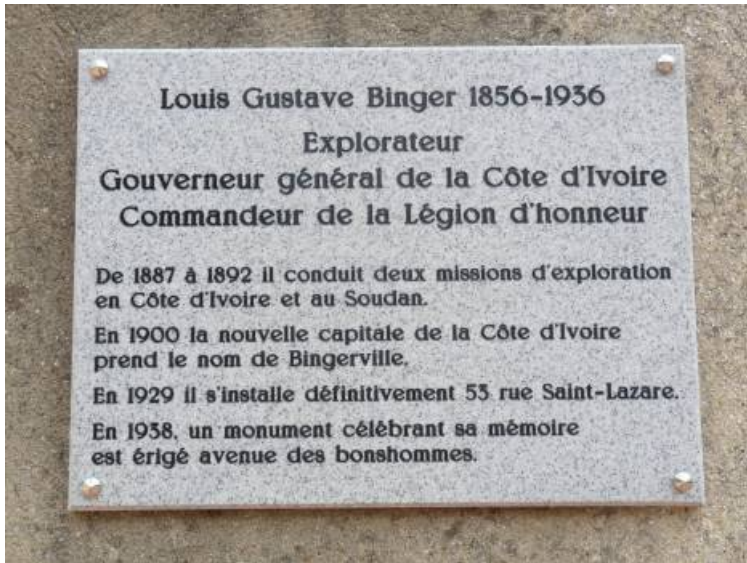 Louis Gustave Binger 1856-1936
Explorateur
Gouverneur général de la Côte d'Ivoire
Commandeur de la Légion d'honneur
De 1887 à 1892 il conduit deux missions d'exploration
en Côte d'Ivoire et au Soudan.
En 1900 la nouvelle capitale de la Côte d'Ivoire
prend le nom de Bingerville.
En 1929 il s'installe définitivement 53 rue Saint-Lazare.
En 1938, un monument célébrant sa mémoire
est érigé avenue des bonshommes.